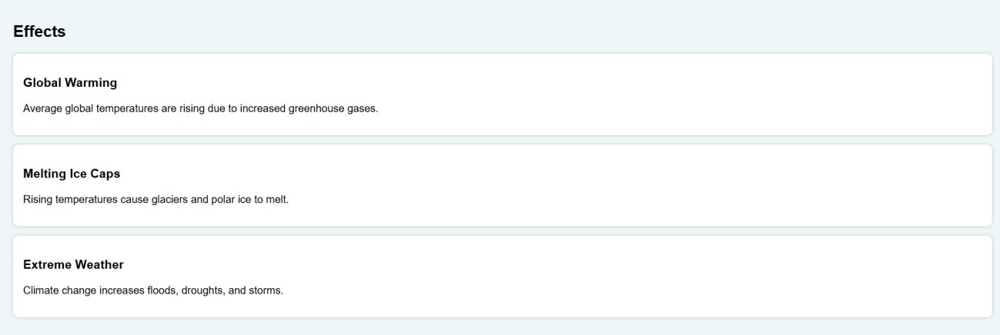 Effects
Global Warming
Average global temperatures are rising due to increased greenhouse gases.
Melting Ice Caps
Rising temperatures cause glaciers and polar ice to melt.
Extreme Weather
Climate change increases floods, droughts, and storms.